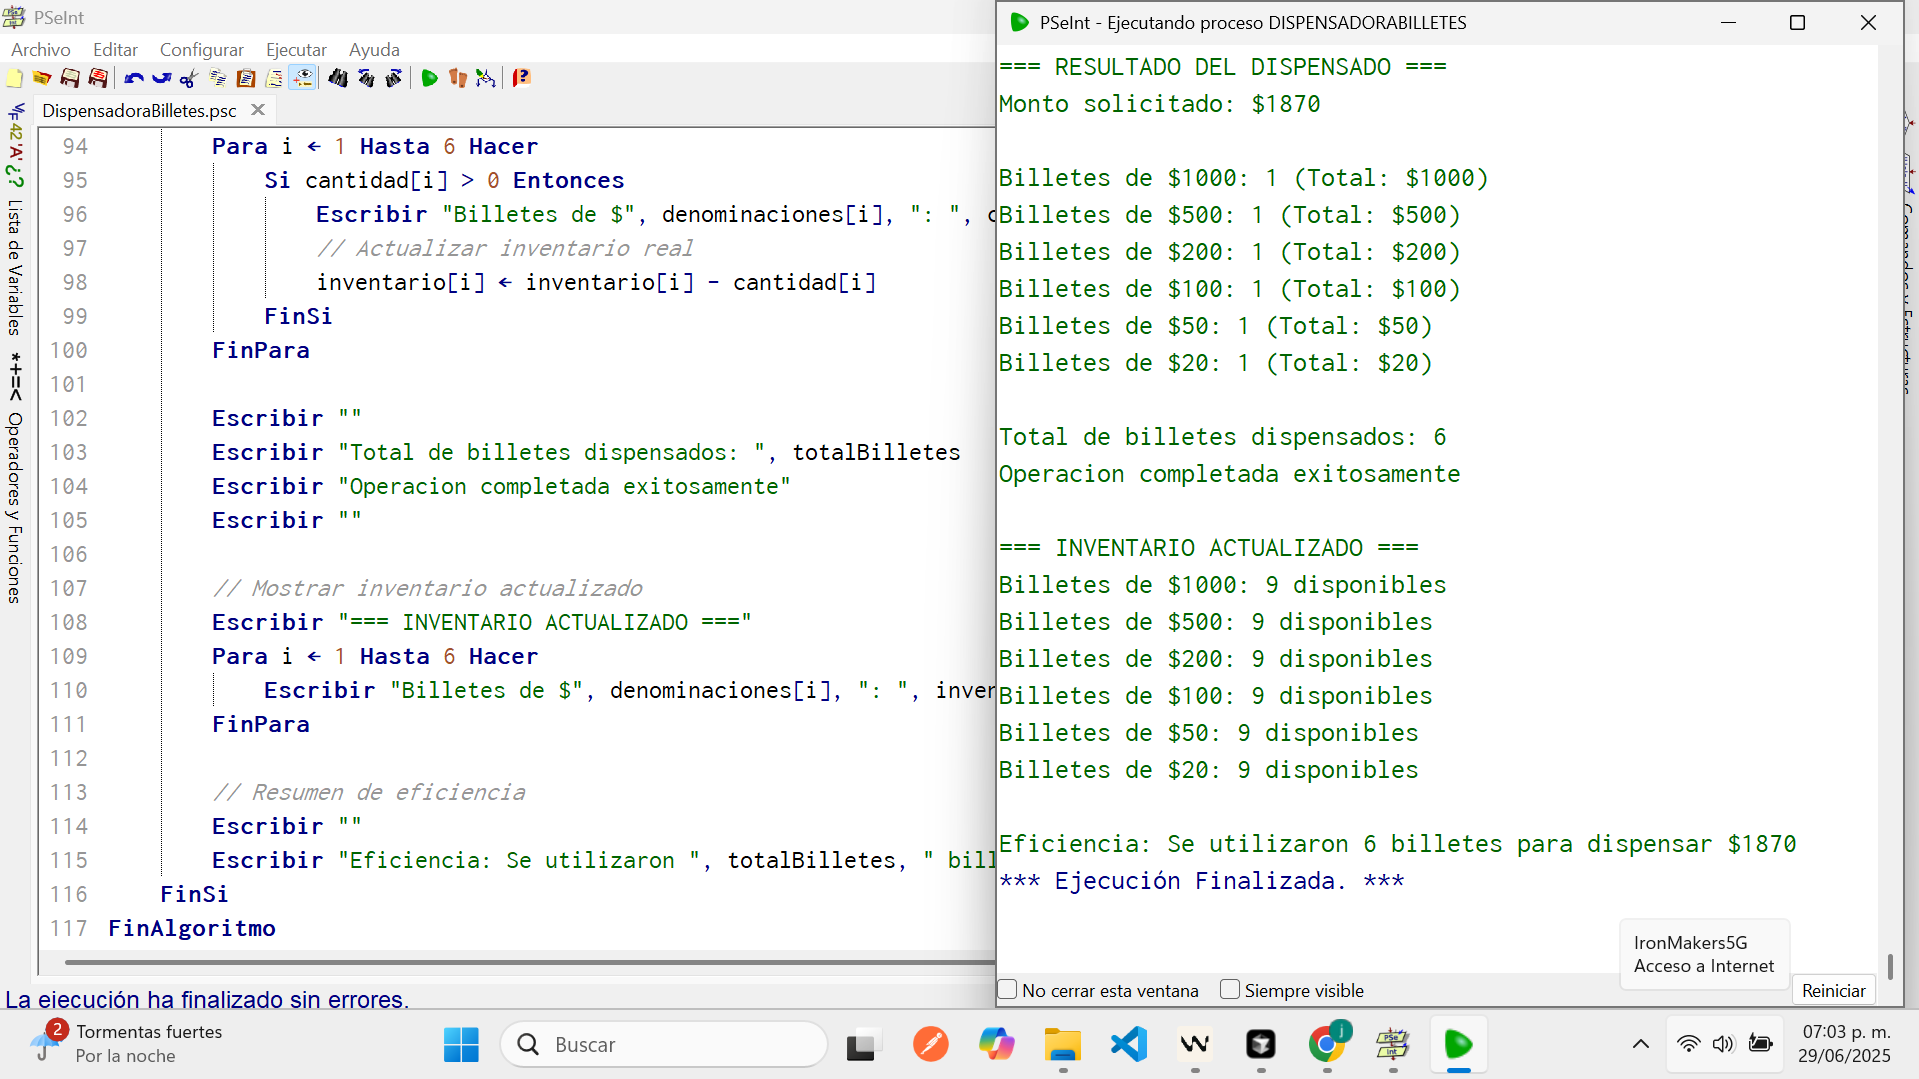 PSeInt
Archivo Editar Configurar Ejecutar Ayuda
DispensadoraBilletes.psc
94 Para i ← 1 Hasta 6 Hacer
95 Si cantidad[i] > 0 Entonces
96 Escribir "Billetes de $", denominaciones[i], ": ", c
97 // Actualizar inventario real
98 inventario[i] ← inventario[i] - cantidad[i]
99 FinSi
100 FinPara
101
102 Escribir ""
103 Escribir "Total de billetes dispensados: ", totalBilletes
104 Escribir "Operacion completada exitosamente"
105 Escribir ""
106
107 // Mostrar inventario actualizado
108 Escribir "=== INVENTARIO ACTUALIZADO ==="
109 Para i ← 1 Hasta 6 Hacer
110 Escribir "Billetes de $", denominaciones[i], ": ", inven
111 FinPara
112
113 // Resumen de eficiencia
114 Escribir ""
115 Escribir "Eficiencia: Se utilizaron ", totalBilletes, " bill
116 FinSi
117 FinAlgoritmo
42 'A' ¿?
Lista de Variables
*+=<
Operadores y Funciones
La ejecución ha finalizado sin errores.
PSeInt - Ejecutando proceso DISPENSADORABILLETES
=== RESULTADO DEL DISPENSADO ===
Monto solicitado: $1870
Billetes de $1000: 1 (Total: $1000)
Billetes de $500: 1 (Total: $500)
Billetes de $200: 1 (Total: $200)
Billetes de $100: 1 (Total: $100)
Billetes de $50: 1 (Total: $50)
Billetes de $20: 1 (Total: $20)
Total de billetes dispensados: 6
Operacion completada exitosamente
=== INVENTARIO ACTUALIZADO ===
Billetes de $1000: 9 disponibles
Billetes de $500: 9 disponibles
Billetes de $200: 9 disponibles
Billetes de $100: 9 disponibles
Billetes de $50: 9 disponibles
Billetes de $20: 9 disponibles
Eficiencia: Se utilizaron 6 billetes para dispensar $1870
*** Ejecución Finalizada. ***
IronMakers5G
Acceso a Internet
No cerrar esta ventana
Siempre visible
Reiniciar
2
Tormentas fuertes
Por la noche
Buscar
j
PSe
Int
07:03 p. m.
29/06/2025